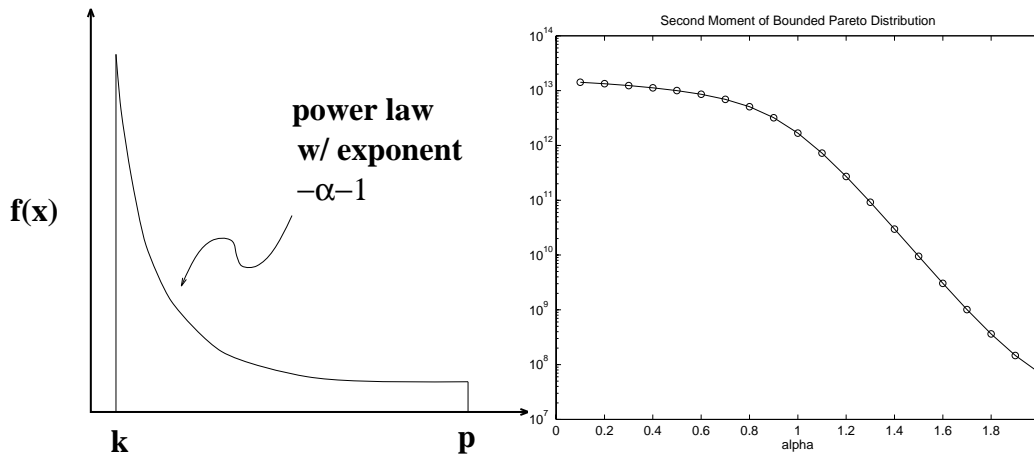 f(x)
power law
w/ exponent
−α−1
k
p
Second Moment of Bounded Pareto Distribution
10^14
10^13
10^12
10^11
10^10
10^9
10^8
10^7
0 0.2 0.4 0.6 0.8 1 1.2 1.4 1.6 1.8
alpha